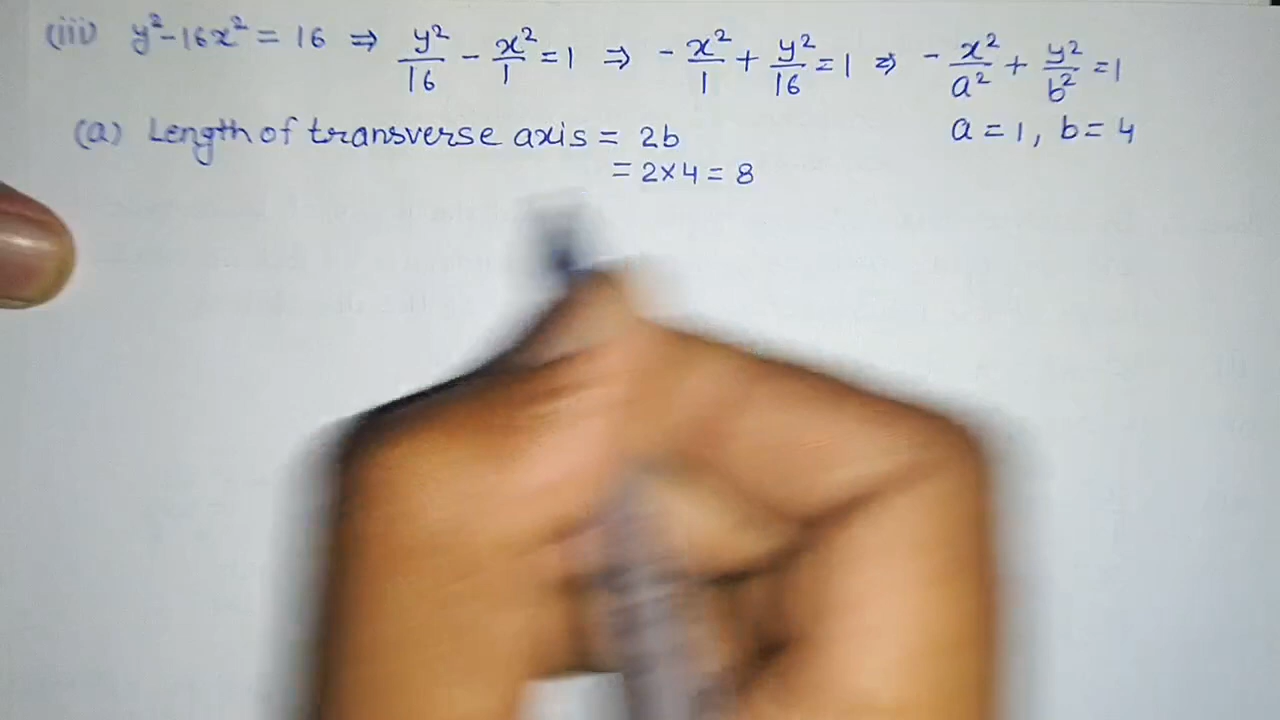 (iii) y²-16x² = 16 ⇒ y²/16 - x²/1 = 1 ⇒ - x²/1 + y²/16 = 1 ⇒ - x²/a² + y²/b² = 1
(a) Length of transverse axis = 2b
a = 1, b = 4
= 2×4 = 8